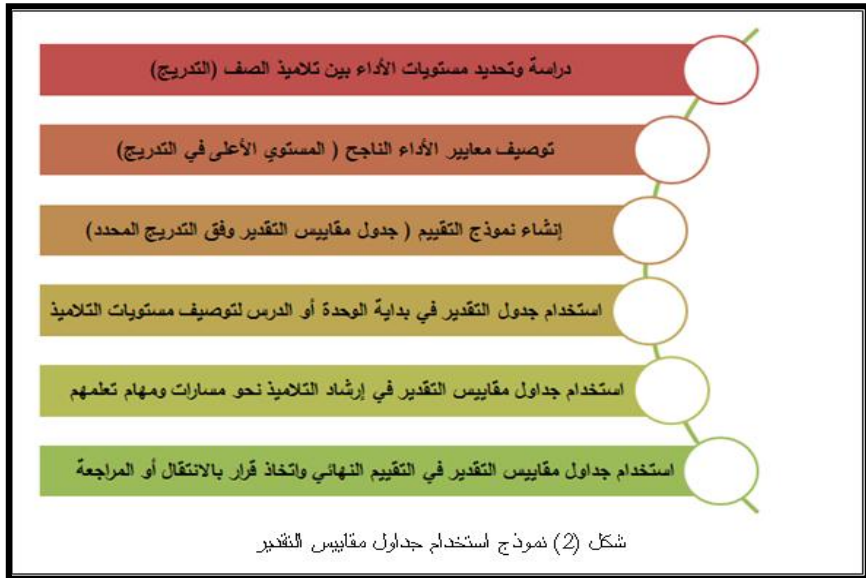 دراسة وتحديد مستويات الأداء بين تلاميذ الصف (التدريج)
توصيف معايير الأداء الناجح ( المستوي الأعلى في التدريج)
إنشاء نموذج التقييم ( جدول مقاييس التقدير وفق التدريج المحدد)
استخدام جدول التقدير في بداية الوحدة أو الدرس لتوصيف مستويات التلاميذ
استخدام جداول مقاييس التقدير في إرشاد التلاميذ نحو مسارات ومهام تعلمهم
استخدام جداول مقاييس التقدير في التقييم النهائي واتخاذ قرار بالانتقال أو المراجعة
شكل (2) نموذج استخدام جداول مقاييس التقدير